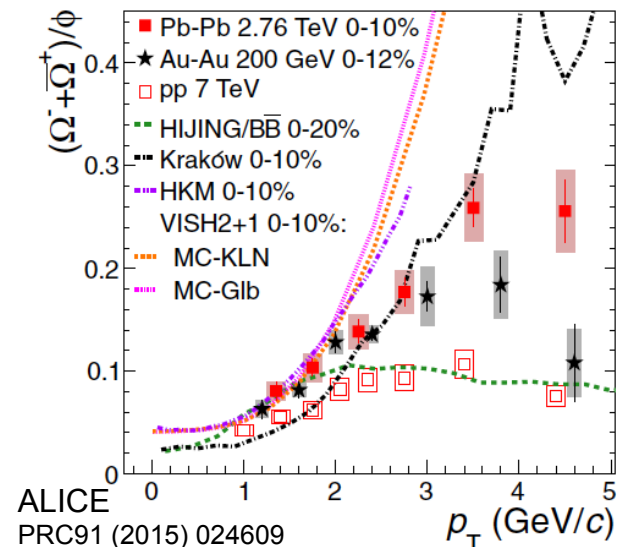 (Ω⁻+Ω̅⁺)/ϕ
0.4
0.3
0.2
0.1
0
Pb-Pb 2.76 TeV 0-10%
Au-Au 200 GeV 0-12%
pp 7 TeV
HIJING/BB̅ 0-20%
Kraków 0-10%
HKM 0-10%
VISH2+1 0-10%:
MC-KLN
MC-Glb
0 1 2 3 4 5
p_T (GeV/c)
ALICE
PRC91 (2015) 024609